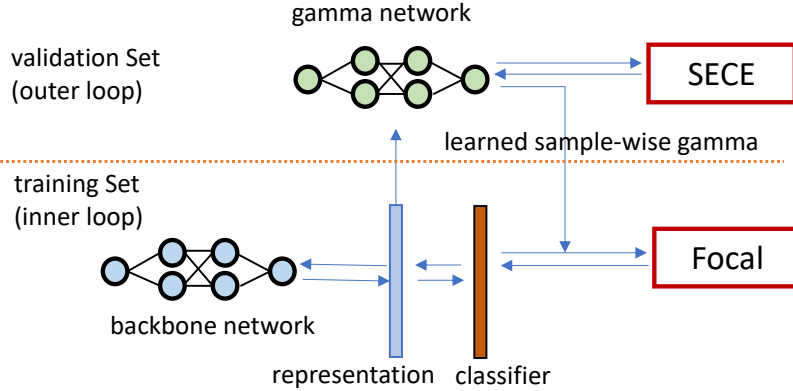 gamma network
validation Set
(outer loop)
SECE
learned sample-wise gamma
training Set
(inner loop)
Focal
backbone network
representation
classifier